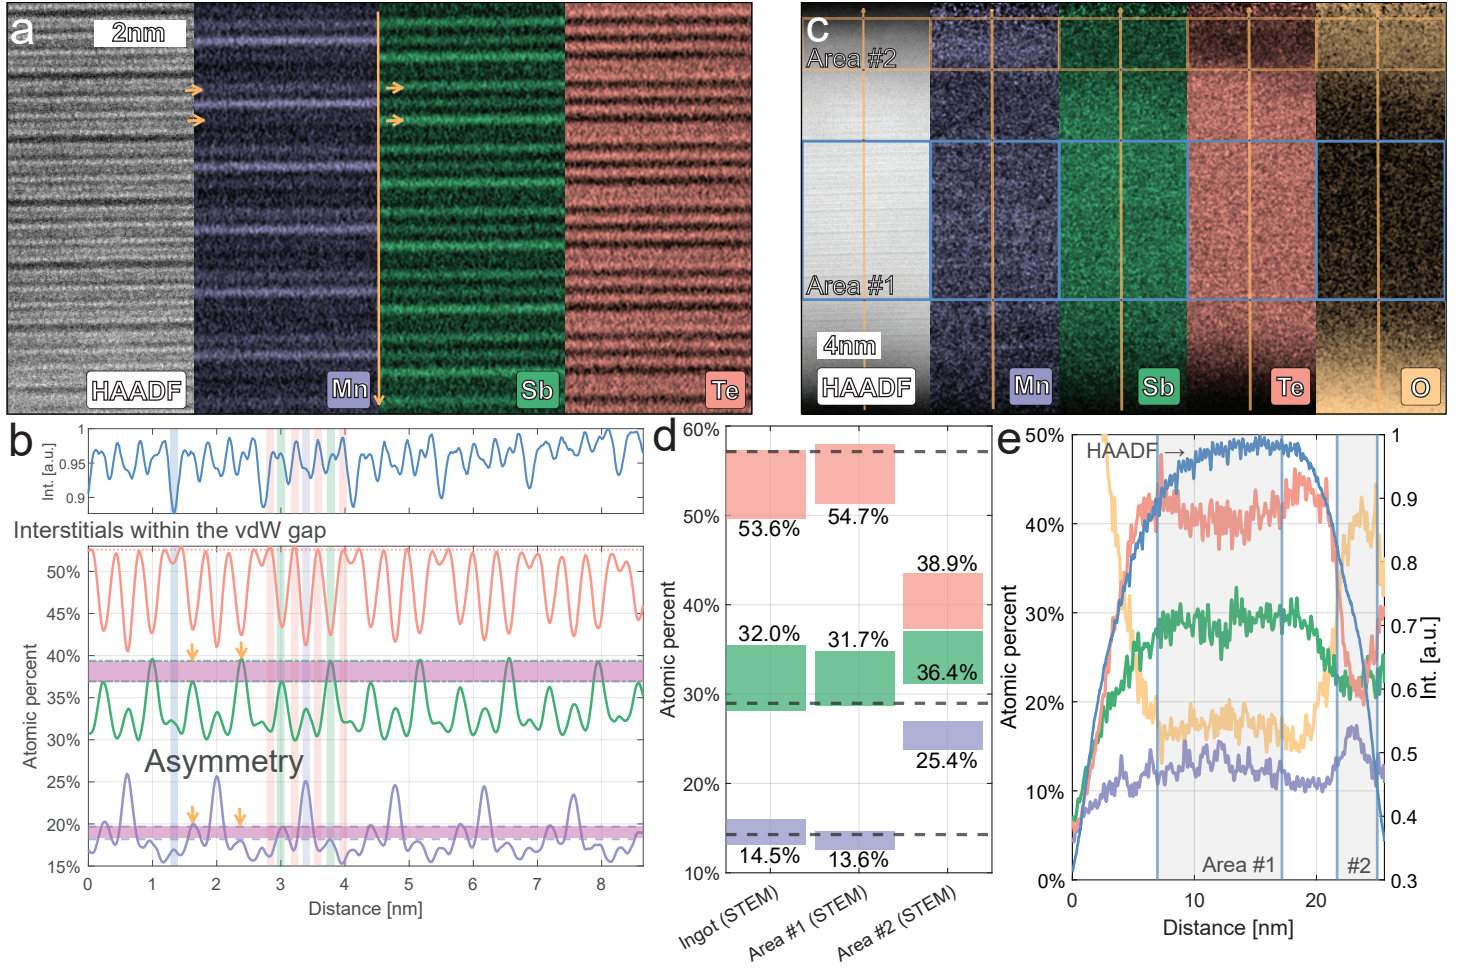 a
2nm
HAADF
Mn
Sb
Te
c
Area #2
Area #1
4nm
HAADF
Mn
Sb
Te
O
b
Int. [a.u.]
1
0.95
0.9
Interstitials within the vdW gap
Atomic percent
50%
45%
40%
35%
30%
25%
20%
15%
Asymmetry
0 1 2 3 4 5 6 7 8
Distance [nm]
d
Atomic percent
60%
50%
40%
30%
20%
10%
53.6%
54.7%
38.9%
32.0%
31.7%
36.4%
25.4%
14.5%
13.6%
Ingot (STEM)
Area #1 (STEM)
Area #2 (STEM)
e
HAADF →
Atomic percent
50%
40%
30%
20%
10%
0%
1
0.9
0.8
0.7
0.6
0.5
0.4
0.3
Int. [a.u.]
Area #1
#2
0 10 20
Distance [nm]